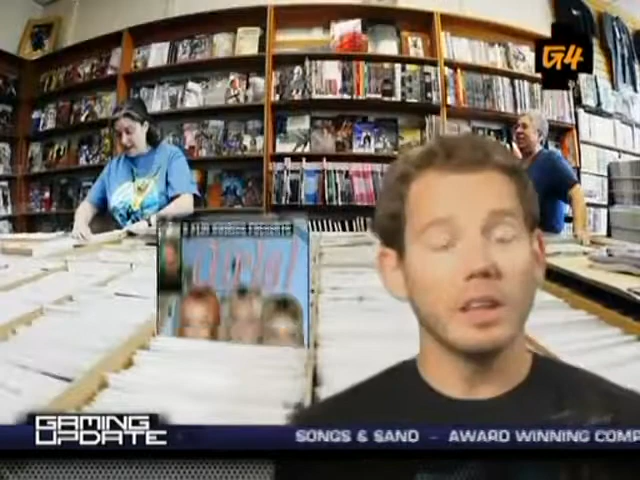 G4
GAMING
UPDATE
SONGS & SAND - AWARD WINNING COMP